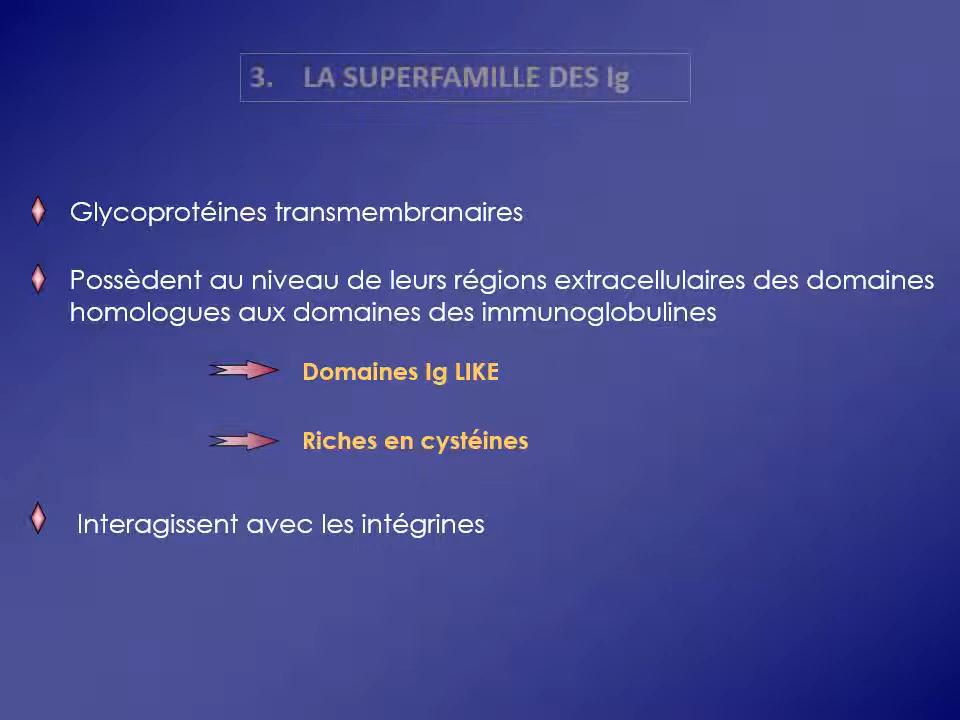 3. LA SUPERFAMILLE DES Ig
Glycoprotéines transmembranaires
Possèdent au niveau de leurs régions extracellulaires des domaines
homologues aux domaines des immunoglobulines
Domaines Ig LIKE
Riches en cystéines
Interagissent avec les intégrines